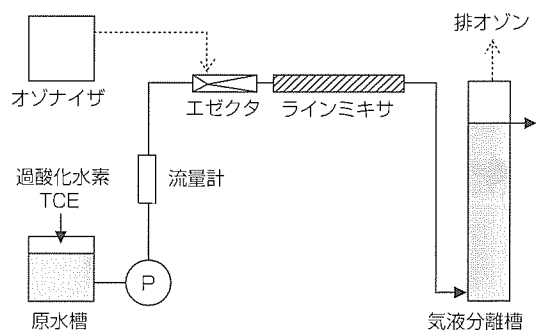 排オゾン
オゾナイザ
エゼクタ
ラインミキサ
過酸化水素
TCE
流量計
P
原水槽
気液分離槽